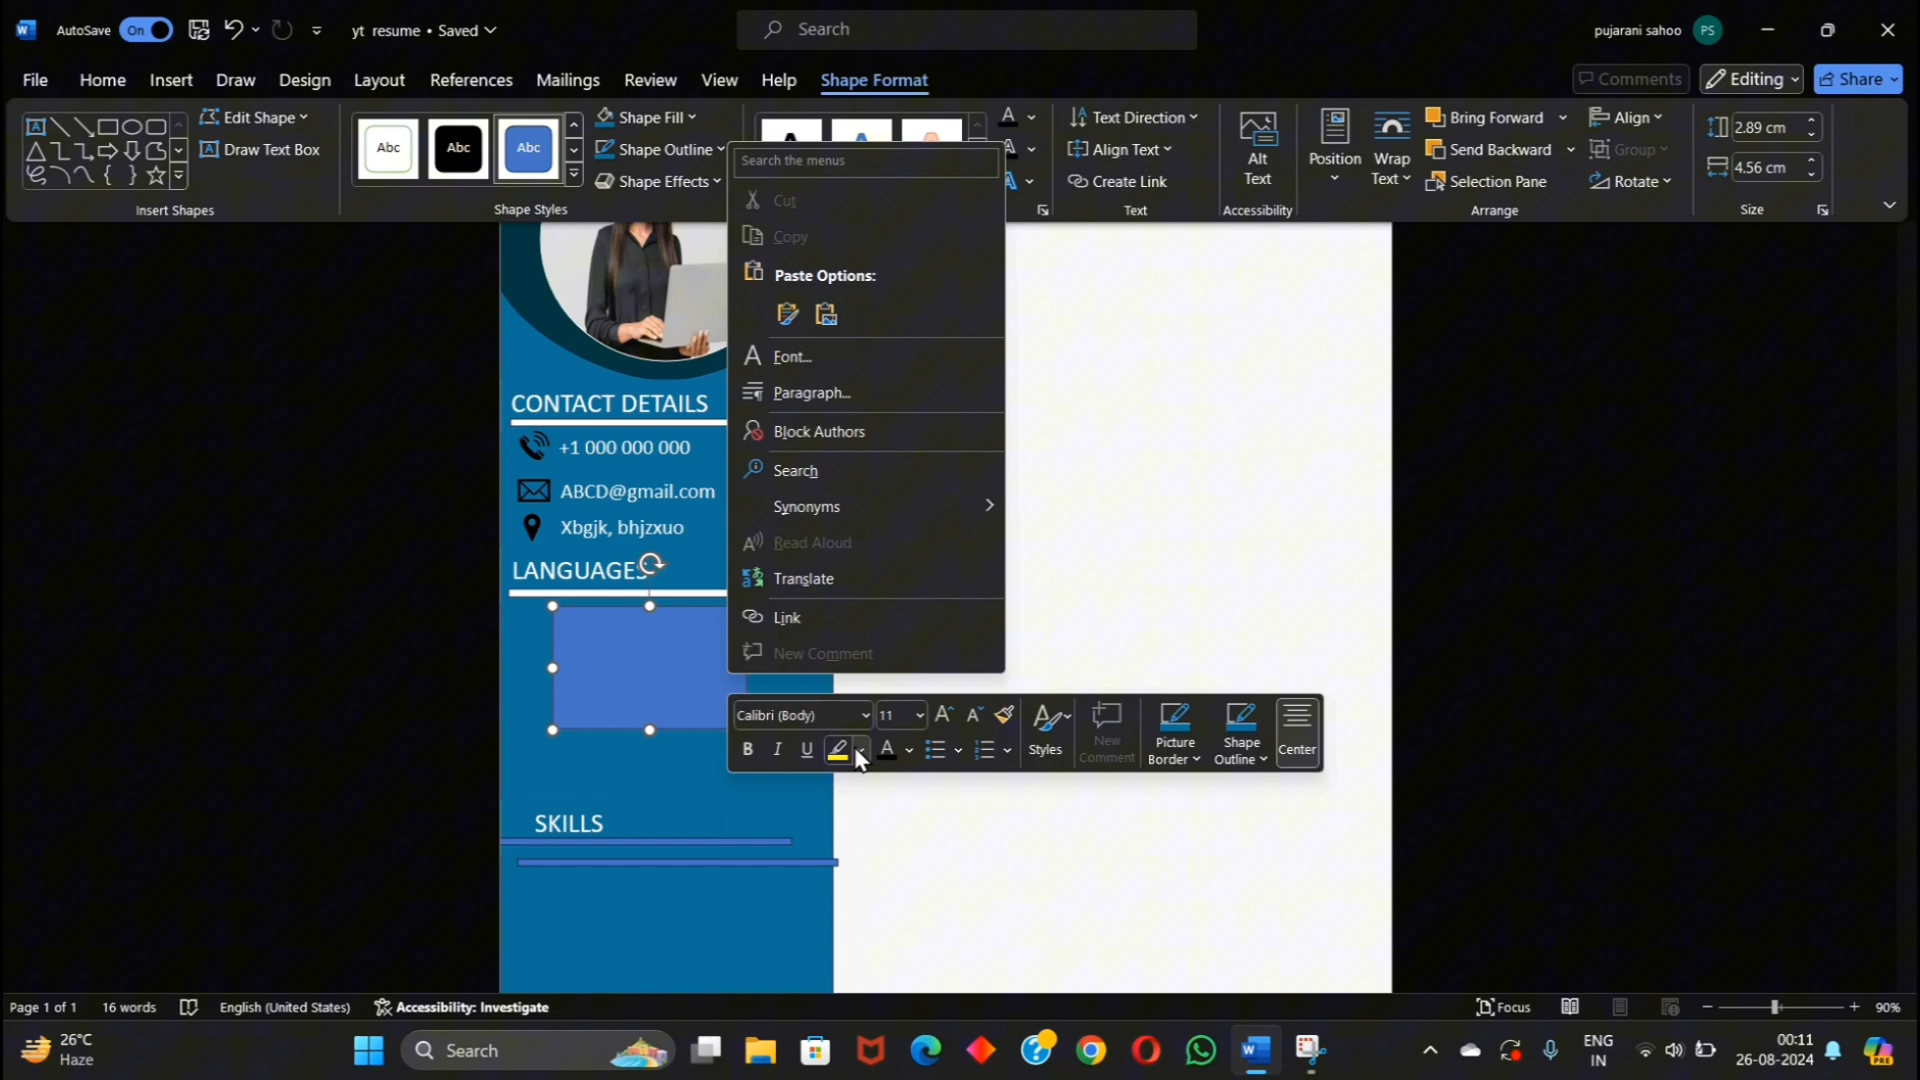 AutoSave On yt resume • Saved Search pujarani sahoo PS
File Home Insert Draw Design Layout References Mailings Review View Help Shape Format Comments Editing Share
Edit Shape
Draw Text Box
Insert Shapes
Abc Abc Abc
Shape Fill
Shape Outline
Shape Effects
Shape Styles
Text Direction
Align Text
Create Link
Text
Alt
Text
Accessibility
Position
Wrap
Text
Bring Forward
Send Backward
Selection Pane
Align
Group
Rotate
Arrange
2.89 cm
4.56 cm
Size
Search the menus
Cut
Copy
Paste Options:
Font...
Paragraph...
Block Authors
Search
Synonyms
Read Aloud
Translate
Link
New Comment
CONTACT DETAILS
+1 000 000 000
ABCD@gmail.com
Xbgjk, bhjzxuo
LANGUAGES
SKILLS
Calibri (Body) 11
B I U A
Styles
New
Comment
Picture
Border
Shape
Outline
Center
Page 1 of 1 16 words English (United States) Accessibility: Investigate Focus 90%
26°C
Haze
Search
ENG
IN
00:11
26-08-2024
PRE